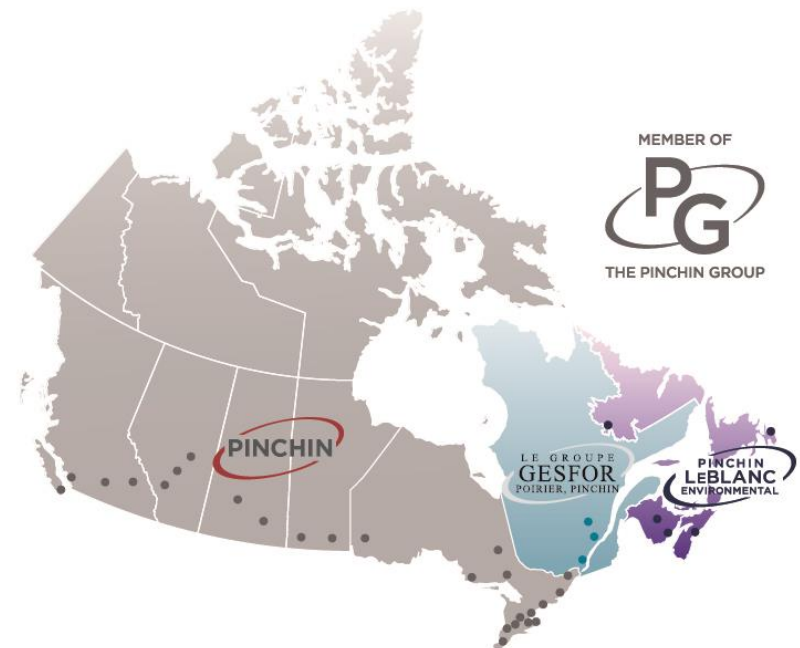 MEMBER OF
PG
THE PINCHIN GROUP
PINCHIN
LE GROUPE
GESFOR
POIRIER, PINCHIN
PINCHIN
LEBLANC
ENVIRONMENTAL